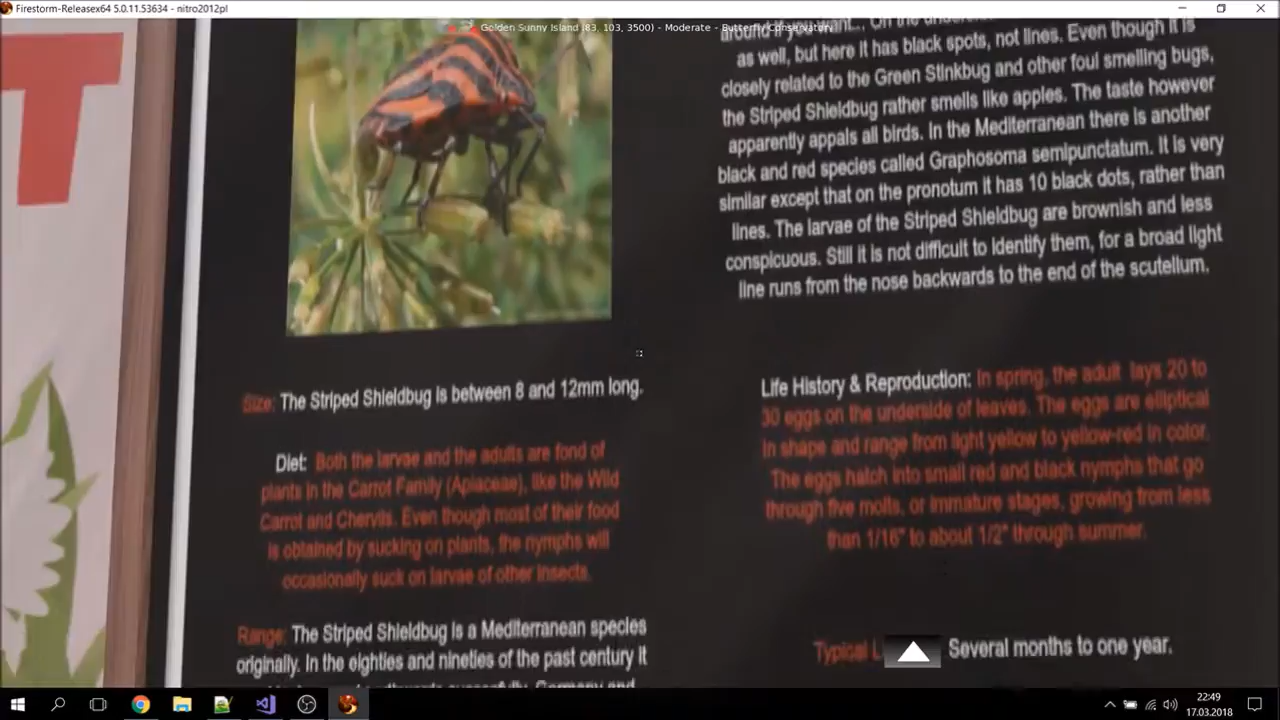 Firestorm-Releasex64 5.0.11.53634 - nitro2012pl
Golden Sunny Island (83, 103, 3500) - Moderate - Butterfly Conservatory
T
Size: The Striped Shieldbug is between 8 and 12mm long.
Diet: Both the larvae and the adults are fond of
plants in the Carrot Family (Apiaceae), like the Wild
Carrot and Chervils. Even though most of their food
is obtained by sucking on plants, the nymphs will
occasionally suck on larvae of other insects.
Range: The Striped Shieldbug is a Mediterranean species
originally. In the eighties and nineties of the past century it
Germany and
as well, but here it has black spots, not lines. Even though it is
closely related to the Green Stinkbug and other foul smelling bugs,
the Striped Shieldbug rather smells like apples. The taste however
apparently appals all birds. In the Mediterranean there is another
black and red species called Graphosoma semipunctatum. It is very
similar except that on the pronotum it has 10 black dots, rather than
lines. The larvae of the Striped Shieldbug are brownish and less
conspicuous. Still it is not difficult to identify them, for a broad light
line runs from the nose backwards to the end of the scutellum.
Life History & Reproduction: In spring, the adult lays 20 to
30 eggs on the underside of leaves. The eggs are elliptical
in shape and range from light yellow to yellow-red in color.
The eggs hatch into small red and black nymphs that go
through five molts, or immature stages, growing from less
than 1/16" to about 1/2" through summer.
Typical L Several months to one year.
22:49
17.03.2018